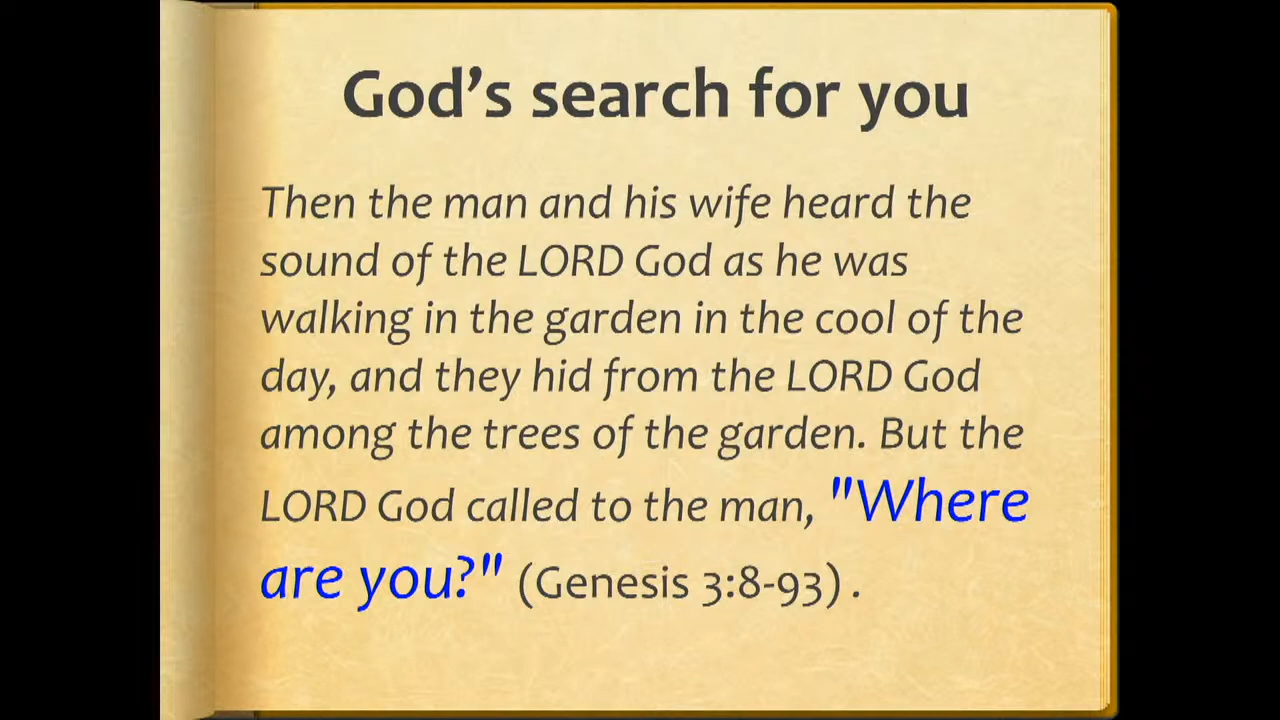 God’s search for you
Then the man and his wife heard the
sound of the LORD God as he was
walking in the garden in the cool of the
day, and they hid from the LORD God
among the trees of the garden. But the
LORD God called to the man, "Where
are you?" (Genesis 3:8-93) .